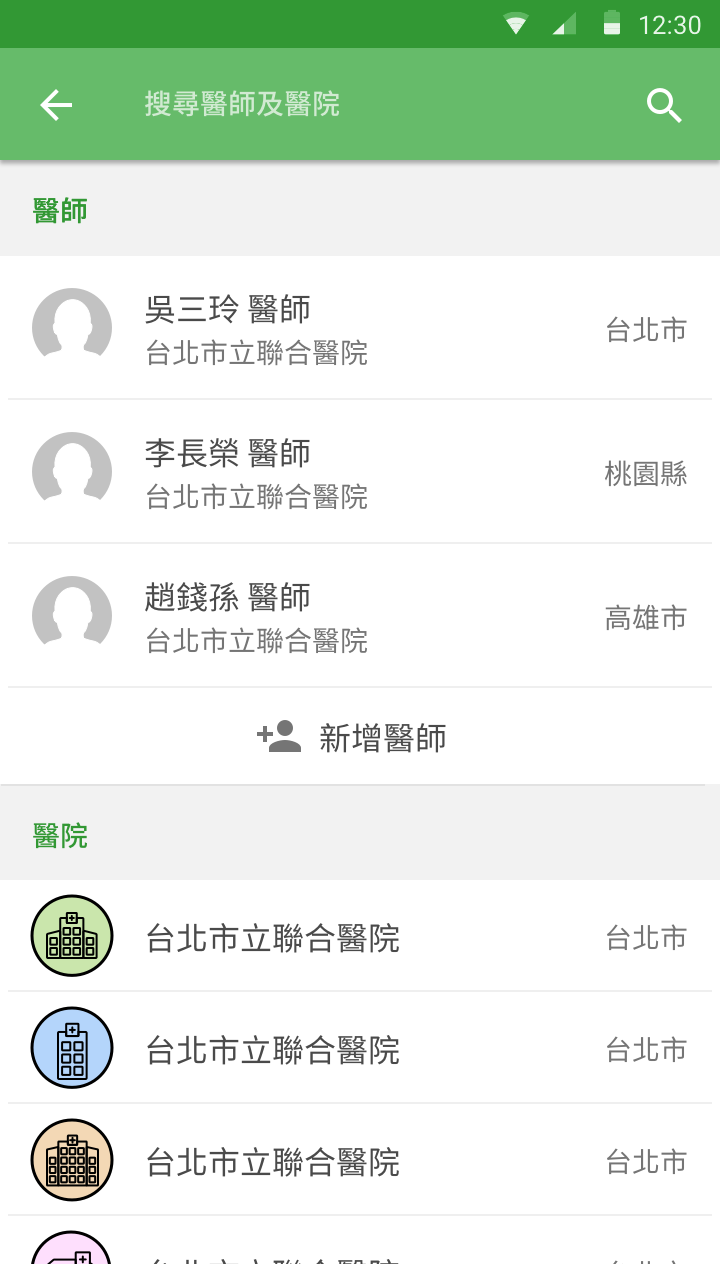 12:30
搜尋醫師及醫院
醫師
吳三玲 醫師
台北市立聯合醫院
台北市
李長榮 醫師
台北市立聯合醫院
桃園縣
趙錢孫 醫師
台北市立聯合醫院
高雄市
新增醫師
醫院
台北市立聯合醫院
台北市
台北市立聯合醫院
台北市
台北市立聯合醫院
台北市